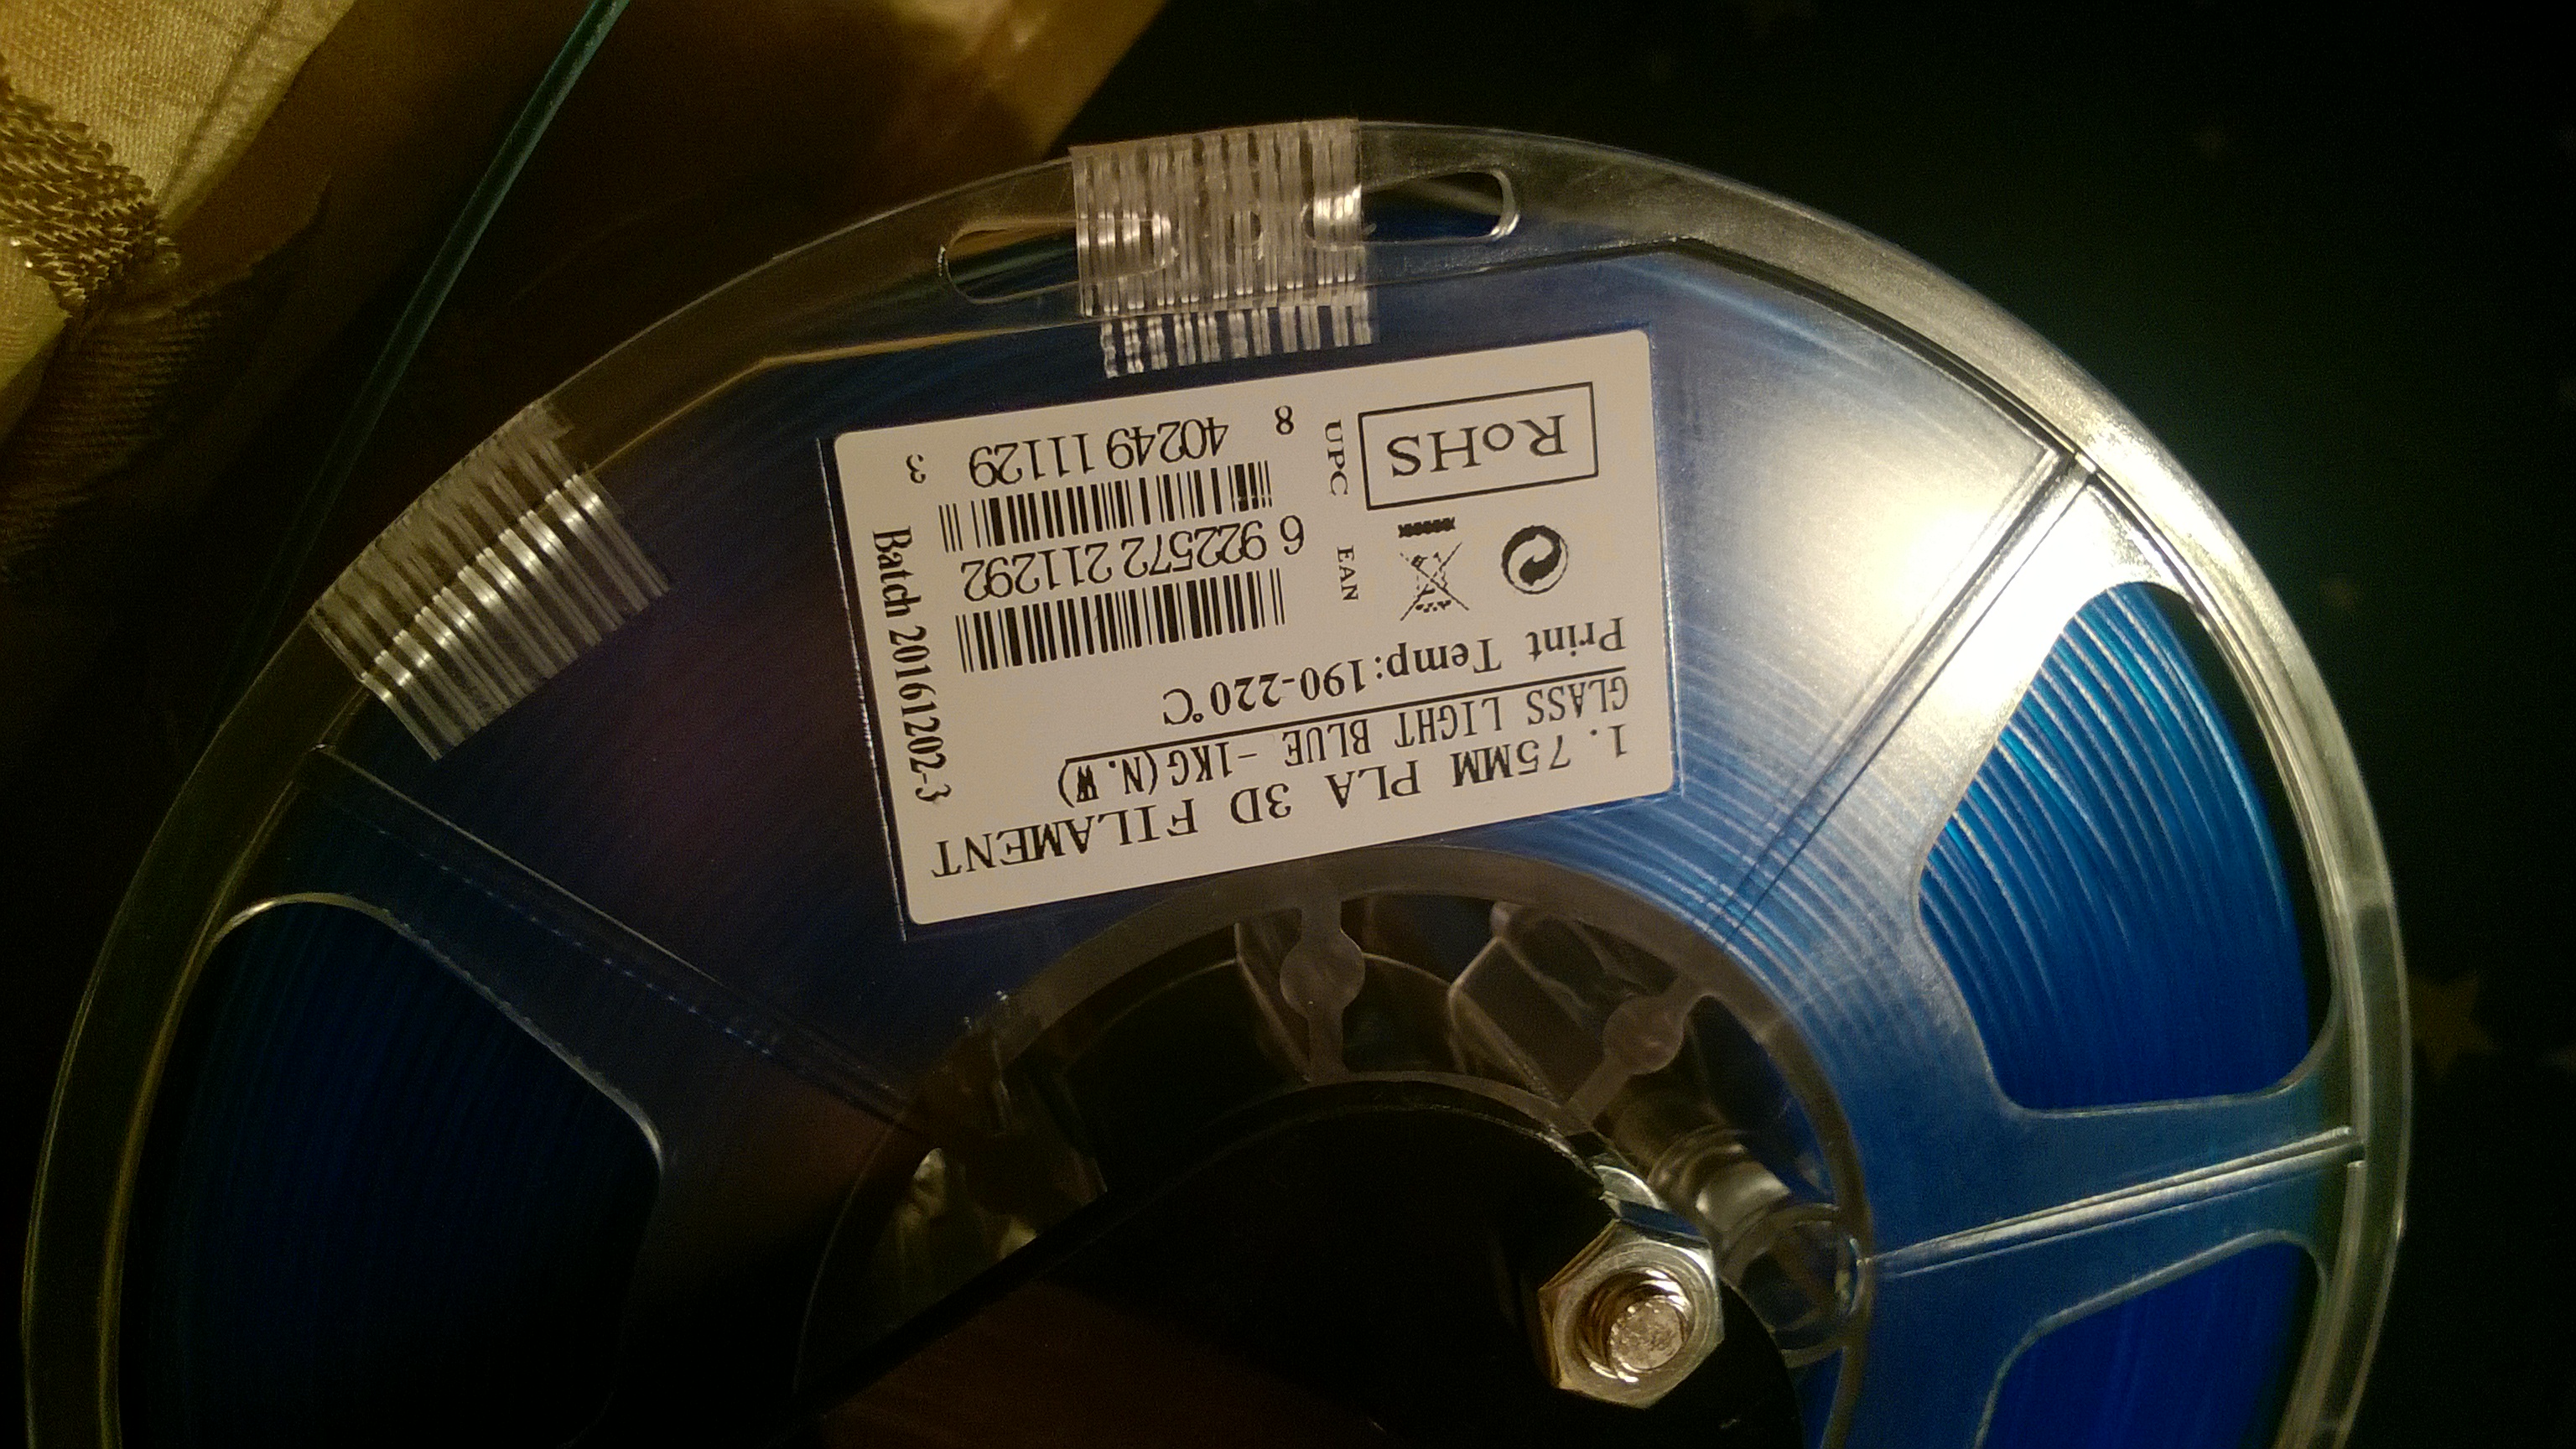 1.75MM PLA 3D FILAMENT
GLASS LIGHT BLUE -1KG(N.W)
Print Temp:190-220℃
EAN
6 922572 211292
UPC
8 40249 11129 3
RoHS
Batch 20161202-3